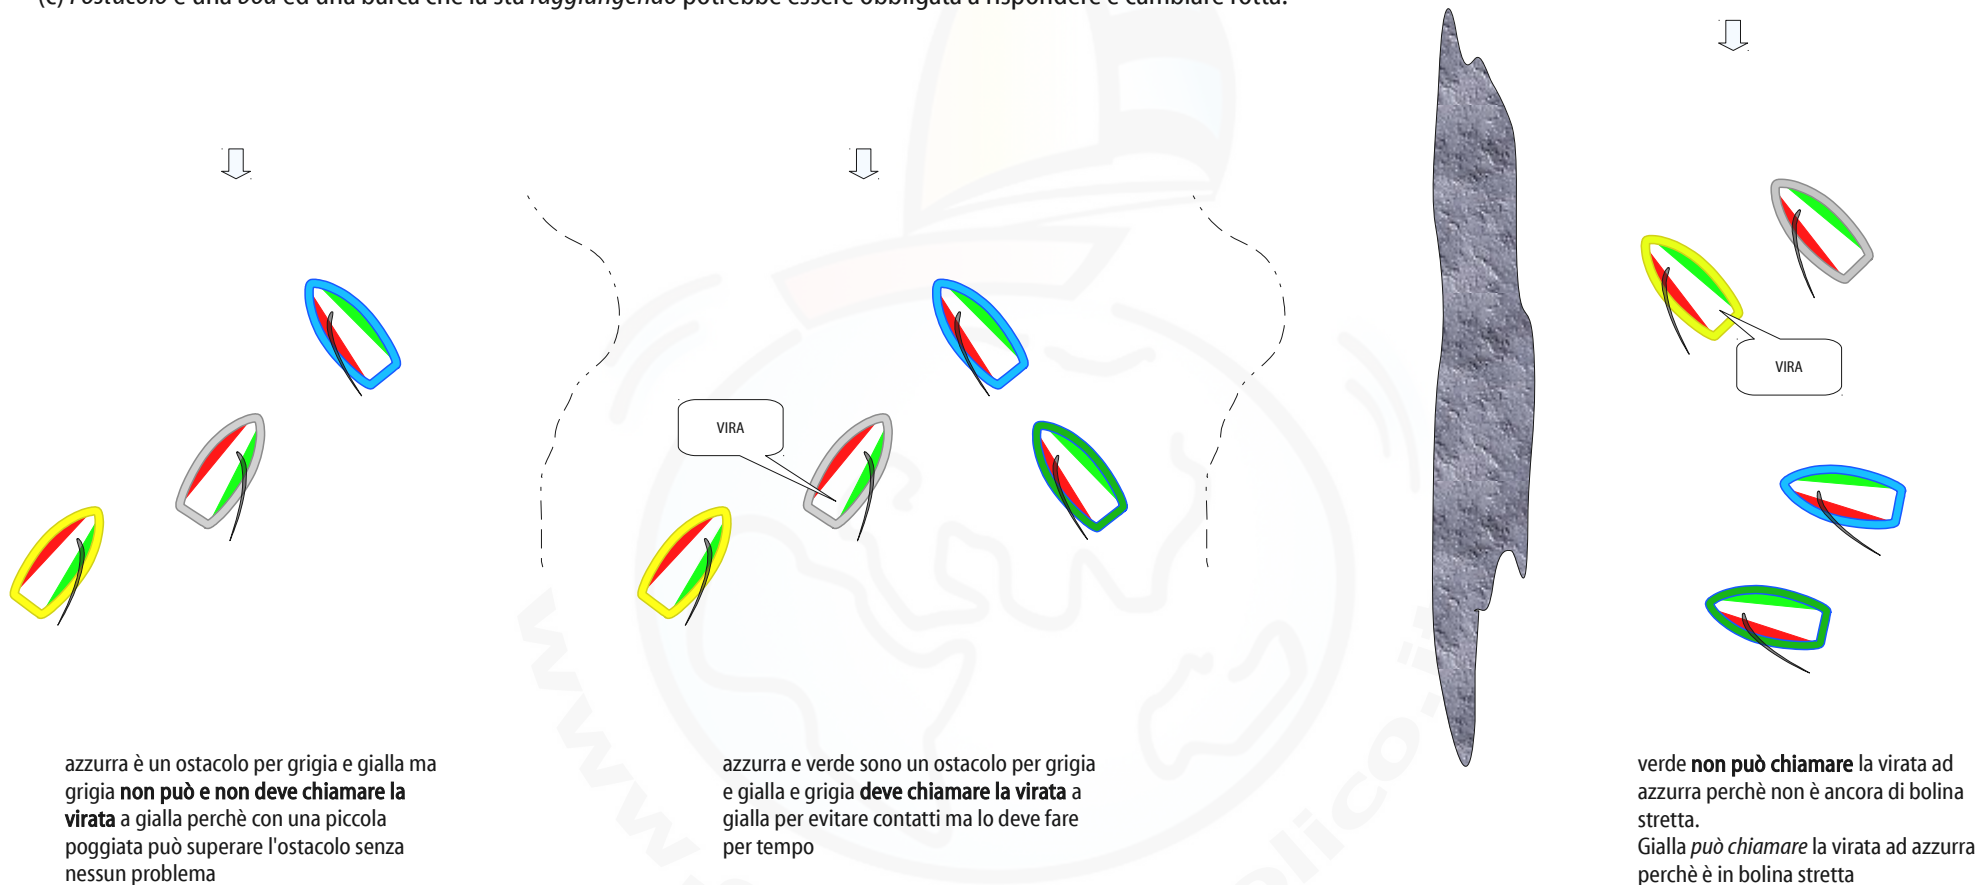 (c) l'ostacolo è una boa ed una barca che la sta raggiungendo potrebbe essere obbligata a rispondere e cambiare rotta.
VIRA
VIRA
azzurra è un ostacolo per grigia e gialla ma
grigia non può e non deve chiamare la
virata a gialla perchè con una piccola
poggiata può superare l'ostacolo senza
nessun problema
azzurra e verde sono un ostacolo per grigia
e gialla e grigia deve chiamare la virata a
gialla per evitare contatti ma lo deve fare
per tempo
verde non può chiamare la virata ad
azzurra perchè non è ancora di bolina
stretta.
Gialla può chiamare la virata ad azzurra
perchè è in bolina stretta